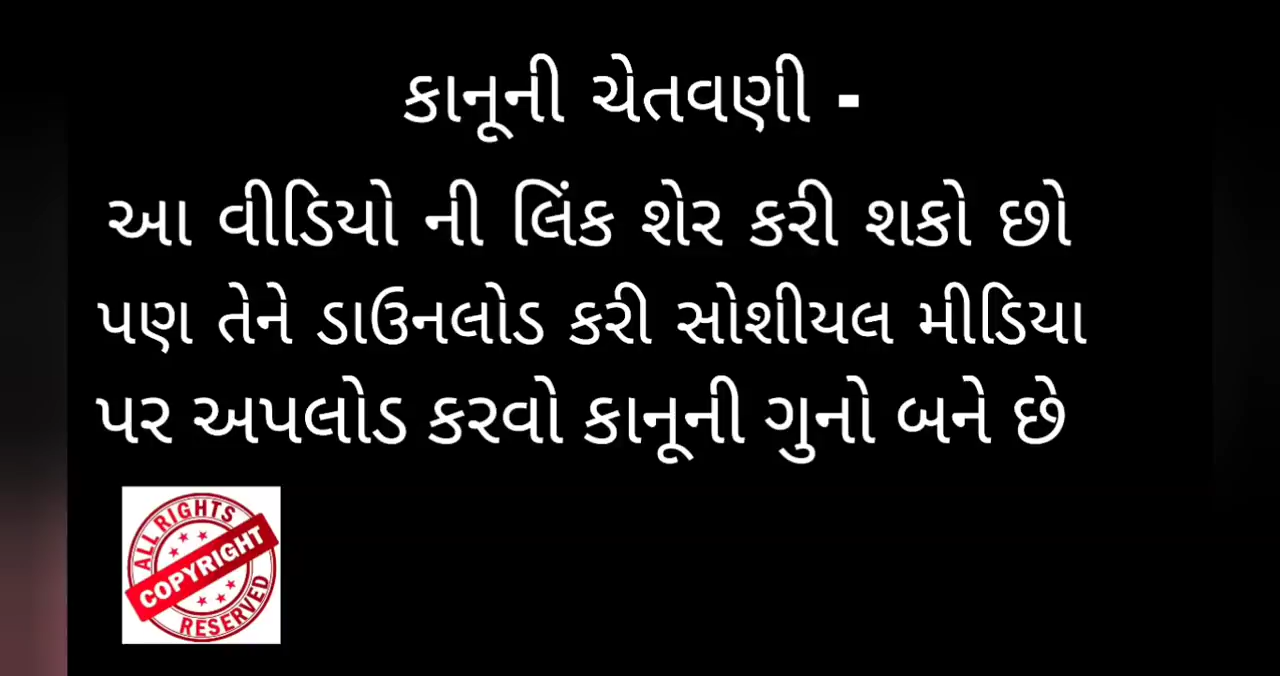 કાનૂની ચેતવણી -
આ વીડિયો ની લિંક શેર કરી શકો છો
પણ તેને ડાઉનલોડ કરી સોશીયલ મીડિયા
પર અપલોડ કરવો કાનૂની ગુનો બને છે
ALL RIGHTS
COPYRIGHT
RESERVED